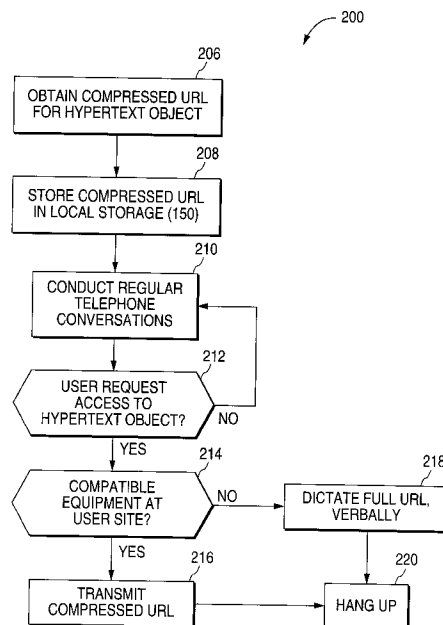 200
206
OBTAIN COMPRESSED URL
FOR HYPERTEXT OBJECT
208
STORE COMPRESSED URL
IN LOCAL STORAGE (150)
210
CONDUCT REGULAR
TELEPHONE
CONVERSATIONS
212
USER REQUEST
ACCESS TO
HYPERTEXT OBJECT?
NO
YES
214
COMPATIBLE
EQUIPMENT AT
USER SITE?
NO
218
DICTATE FULL URL,
VERBALLY
YES
216
TRANSMIT
COMPRESSED URL
220
HANG UP